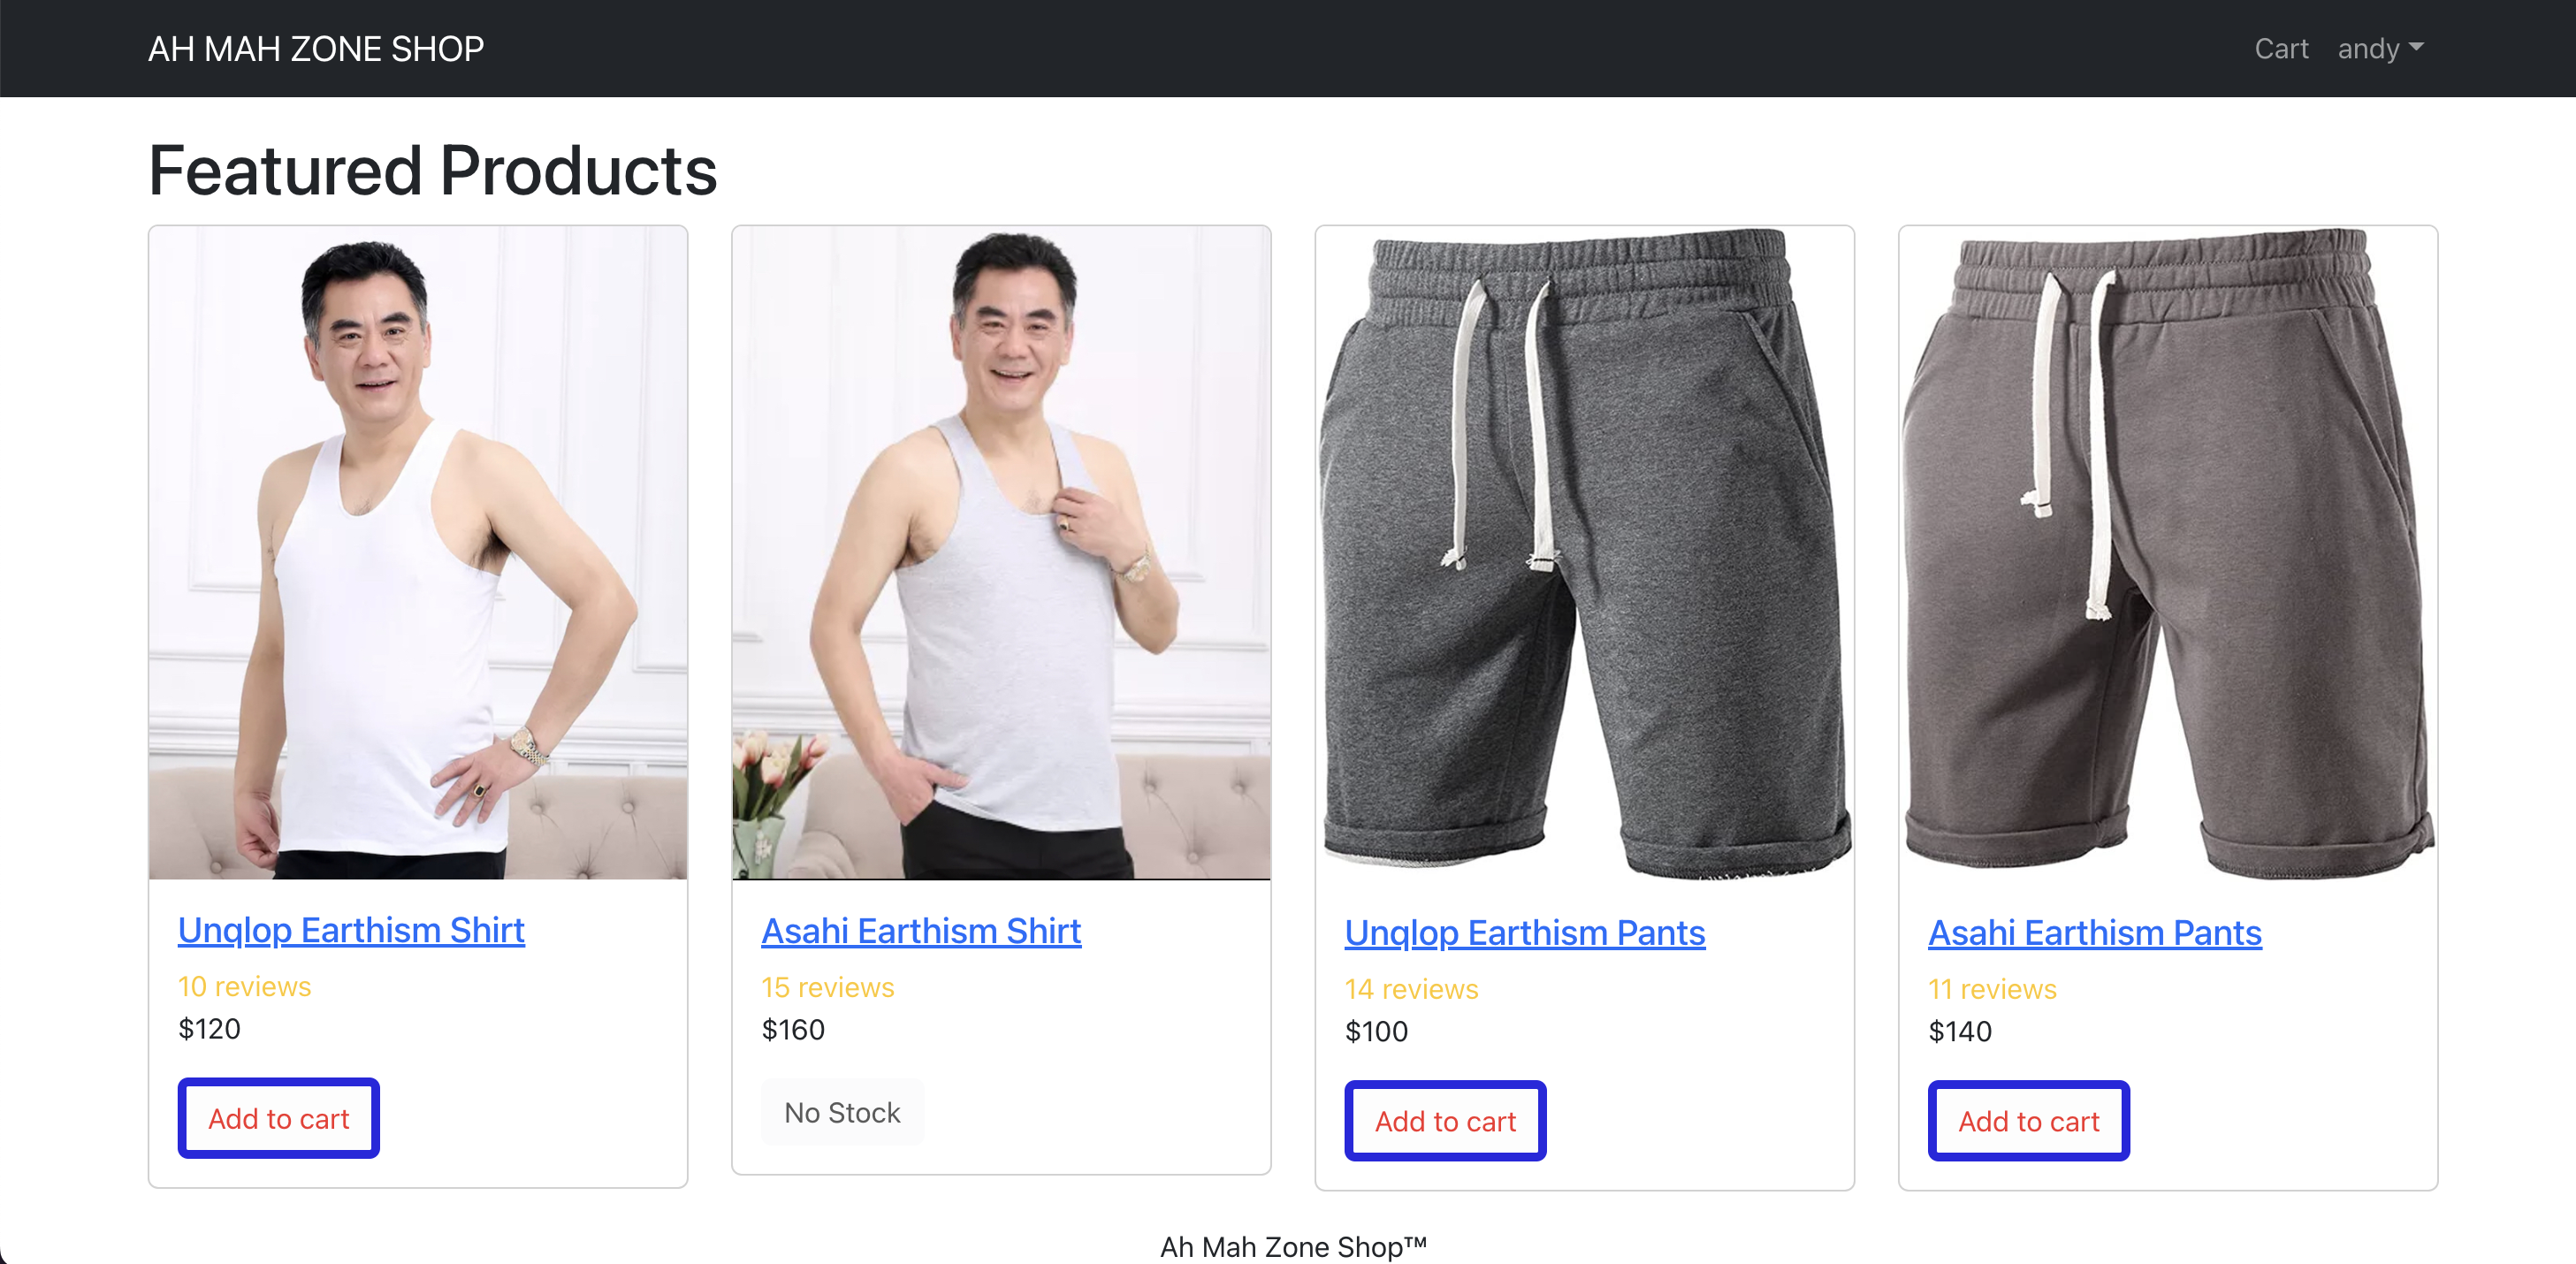 AH MAH ZONE SHOP
Cart
andy
Featured Products
Unqlop Earthism Shirt
10 reviews
$120
Add to cart
Asahi Earthism Shirt
15 reviews
$160
No Stock
Unqlop Earthism Pants
14 reviews
$100
Add to cart
Asahi Earthism Pants
11 reviews
$140
Add to cart
Ah Mah Zone Shop™